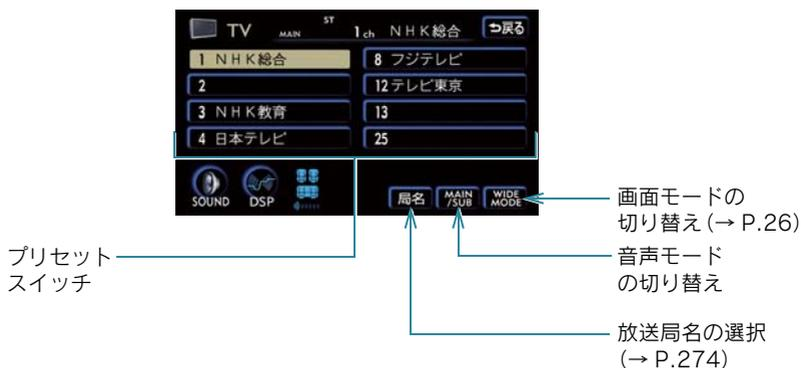 TV MAIN ST 1ch NHK総合 戻る
1 NHK総合
8 フジテレビ
2
12 テレビ東京
3 NHK教育
13
4 日本テレビ
25
SOUND
DSP
局名
MAIN
/SUB
WIDE
MODE
プリセット
スイッチ
画面モードの
切り替え(→ P.26)
音声モード
の切り替え
放送局名の選択
(→ P.274)